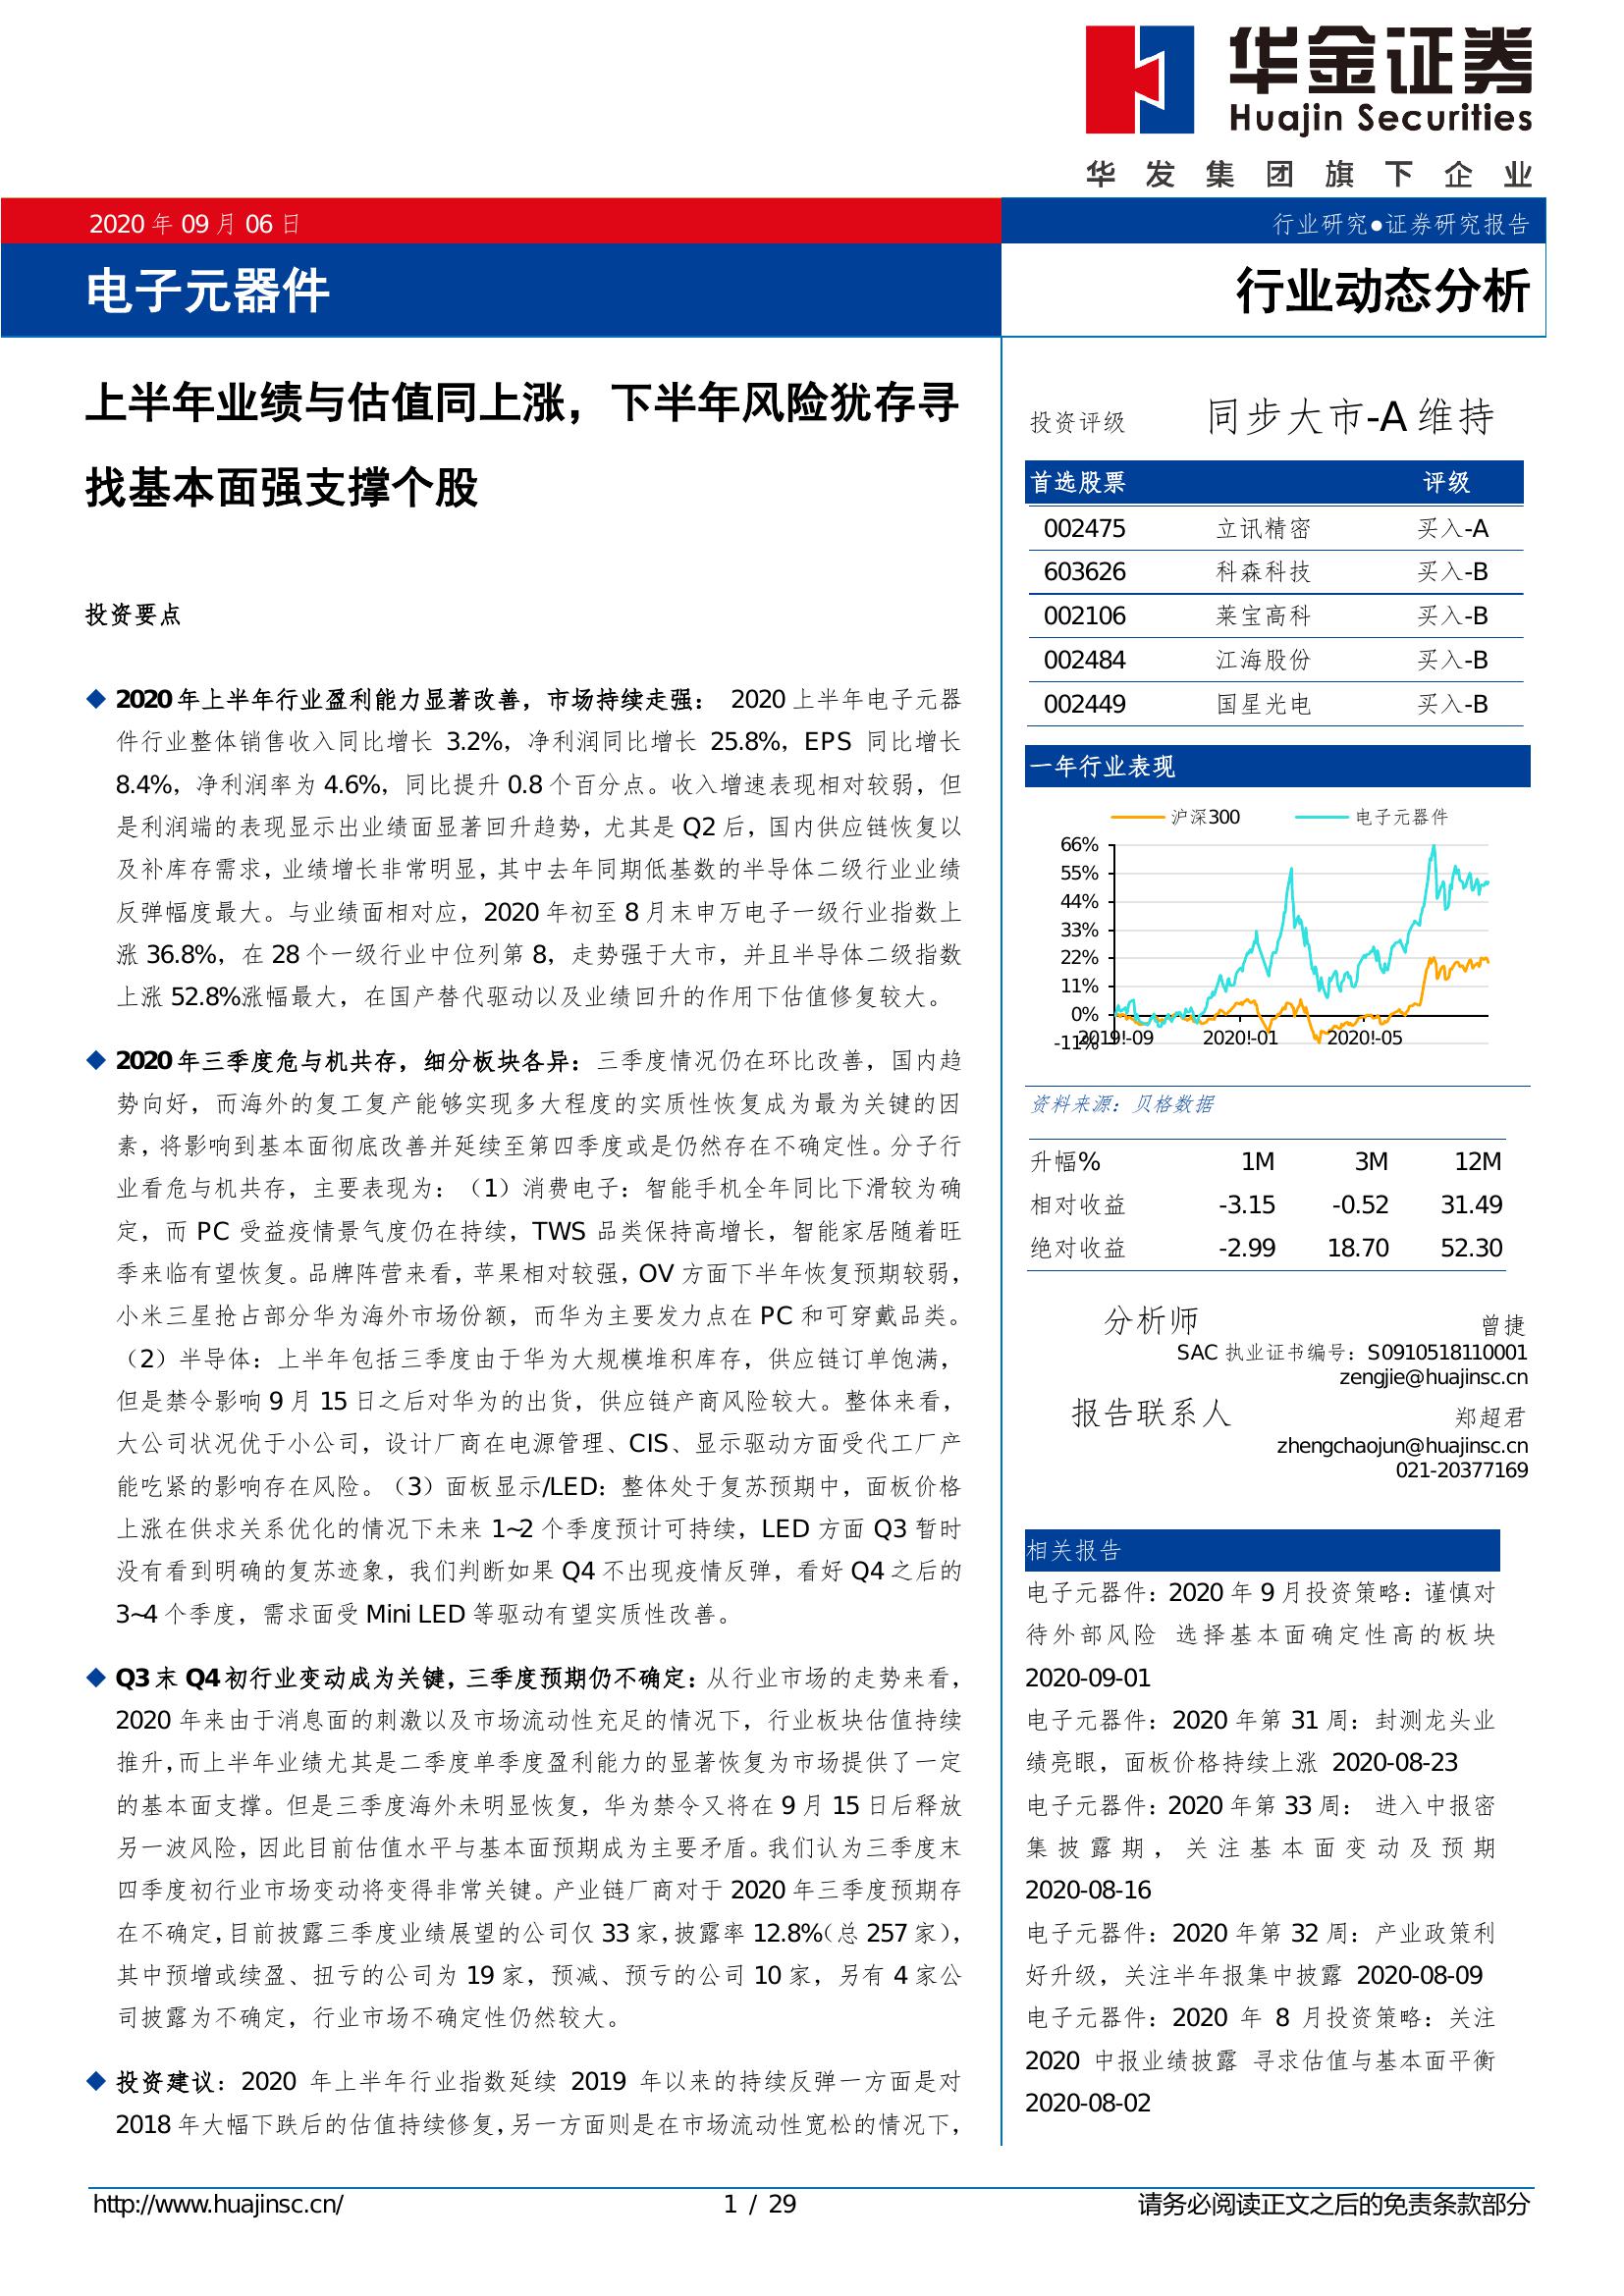 华金证券
Huajin Securities
华发集团旗下企业
2020 年 09 月 06 日
行业研究●证券研究报告
电子元器件
行业动态分析
上半年业绩与估值同上涨，下半年风险犹存寻
找基本面强支撑个股
投资要点
◆ 2020 年上半年行业盈利能力显著改善，市场持续走强： 2020 上半年电子元器
件行业整体销售收入同比增长 3.2%，净利润同比增长 25.8%，EPS 同比增长
8.4%，净利润率为 4.6%，同比提升 0.8 个百分点。收入增速表现相对较弱，但
是利润端的表现显示出业绩面显著回升趋势，尤其是 Q2 后，国内供应链恢复以
及补库存需求，业绩增长非常明显，其中去年同期低基数的半导体二级行业业绩
反弹幅度最大。与业绩面相对应，2020 年初至 8 月末申万电子一级行业指数上
涨 36.8%，在 28 个一级行业中位列第 8，走势强于大市，并且半导体二级指数
上涨 52.8%涨幅最大，在国产替代驱动以及业绩回升的作用下估值修复较大。
◆ 2020 年三季度危与机共存，细分板块各异：三季度情况仍在环比改善，国内趋
势向好，而海外的复工复产能够实现多大程度的实质性恢复成为最为关键的因
素，将影响到基本面彻底改善并延续至第四季度或是仍然存在不确定性。分子行
业看危与机共存，主要表现为：（1）消费电子：智能手机全年同比下滑较为确
定，而 PC 受益疫情景气度仍在持续，TWS 品类保持高增长，智能家居随着旺
季来临有望恢复。品牌阵营来看，苹果相对较强，OV 方面下半年恢复预期较弱，
小米三星抢占部分华为海外市场份额，而华为主要发力点在 PC 和可穿戴品类。
（2）半导体：上半年包括三季度由于华为大规模堆积库存，供应链订单饱满，
但是禁令影响 9 月 15 日之后对华为的出货，供应链产商风险较大。整体来看，
大公司状况优于小公司，设计厂商在电源管理、CIS、显示驱动方面受代工厂产
能吃紧的影响存在风险。（3）面板显示/LED：整体处于复苏预期中，面板价格
上涨在供求关系优化的情况下未来 1~2 个季度预计可持续，LED 方面 Q3 暂时
没有看到明确的复苏迹象，我们判断如果 Q4 不出现疫情反弹，看好 Q4 之后的
3~4 个季度，需求面受 Mini LED 等驱动有望实质性改善。
◆ Q3 末 Q4 初行业变动成为关键，三季度预期仍不确定：从行业市场的走势来看，
2020 年来由于消息面的刺激以及市场流动性充足的情况下，行业板块估值持续
推升，而上半年业绩尤其是二季度单季度盈利能力的显著恢复为市场提供了一定
的基本面支撑。但是三季度海外未明显恢复，华为禁令又将在 9 月 15 日后释放
另一波风险，因此目前估值水平与基本面预期成为主要矛盾。我们认为三季度末
四季度初行业市场变动将变得非常关键。产业链厂商对于 2020 年三季度预期存
在不确定，目前披露三季度业绩展望的公司仅 33 家，披露率 12.8%（总 257 家），
其中预增或续盈、扭亏的公司为 19 家，预减、预亏的公司 10 家，另有 4 家公
司披露为不确定，行业市场不确定性仍然较大。
◆ 投资建议：2020 年上半年行业指数延续 2019 年以来的持续反弹一方面是对
2018 年大幅下跌后的估值持续修复，另一方面则是在市场流动性宽松的情况下，
投资评级 同步大市-A 维持
首选股票 评级
002475 立讯精密 买入-A
603626 科森科技 买入-B
002106 莱宝高科 买入-B
002484 江海股份 买入-B
002449 国星光电 买入-B
一年行业表现
沪深300 电子元器件
66%
55%
44%
33%
22%
11%
0%
-11%
2019!-09 2020!-01 2020!-05
资料来源：贝格数据
升幅% 1M 3M 12M
相对收益 -3.15 -0.52 31.49
绝对收益 -2.99 18.70 52.30
分析师 曾捷
SAC 执业证书编号：S0910518110001
zengjie@huajinsc.cn
报告联系人 郑超君
zhengchaojun@huajinsc.cn
021-20377169
相关报告
电子元器件：2020 年 9 月投资策略：谨慎对
待外部风险 选择基本面确定性高的板块
2020-09-01
电子元器件：2020 年第 31 周：封测龙头业
绩亮眼，面板价格持续上涨 2020-08-23
电子元器件：2020 年第 33 周： 进入中报密
集披露期，关注基本面变动及预期
2020-08-16
电子元器件：2020 年第 32 周：产业政策利
好升级，关注半年报集中披露 2020-08-09
电子元器件：2020 年 8 月投资策略：关注
2020 中报业绩披露 寻求估值与基本面平衡
2020-08-02
http://www.huajinsc.cn/ 1 / 29 请务必阅读正文之后的免责条款部分